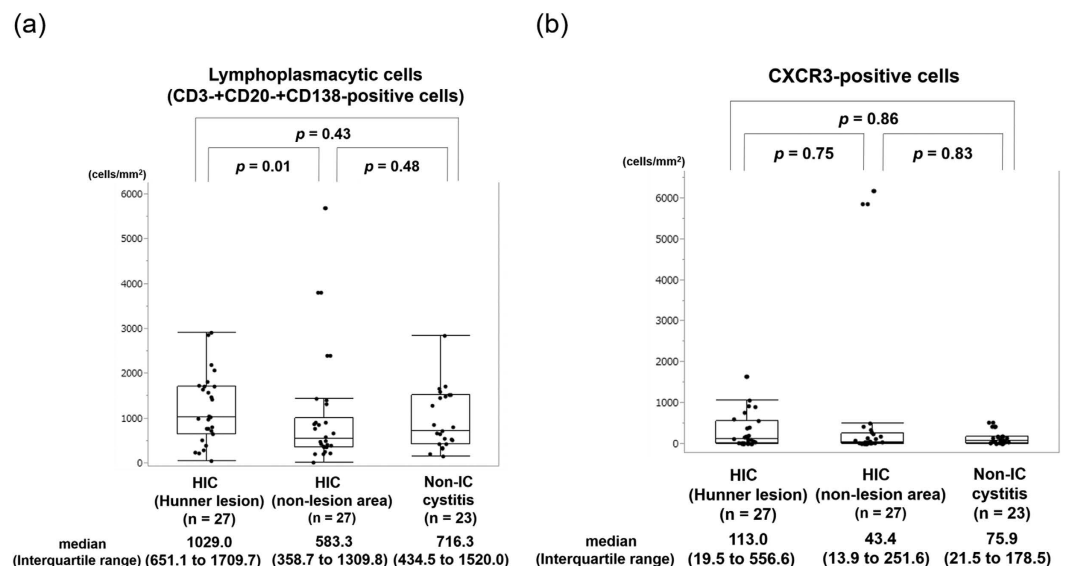 (a)
Lymphoplasmacytic cells
(CD3-+CD20-+CD138-positive cells)
p = 0.43
p = 0.01 p = 0.48
(cells/mm²)
6000
5000
4000
3000
2000
1000
0
HIC HIC Non-IC
(Hunner lesion) (non-lesion area) cystitis
(n = 27) (n = 27) (n = 23)
median 1029.0 583.3 716.3
(Interquartile range) (651.1 to 1709.7) (358.7 to 1309.8) (434.5 to 1520.0)
(b)
CXCR3-positive cells
p = 0.86
p = 0.75 p = 0.83
(cells/mm²)
6000
5000
4000
3000
2000
1000
0
HIC HIC Non-IC
(Hunner lesion) (non-lesion area) cystitis
(n = 27) (n = 27) (n = 23)
median 113.0 43.4 75.9
(Interquartile range) (19.5 to 556.6) (13.9 to 251.6) (21.5 to 178.5)